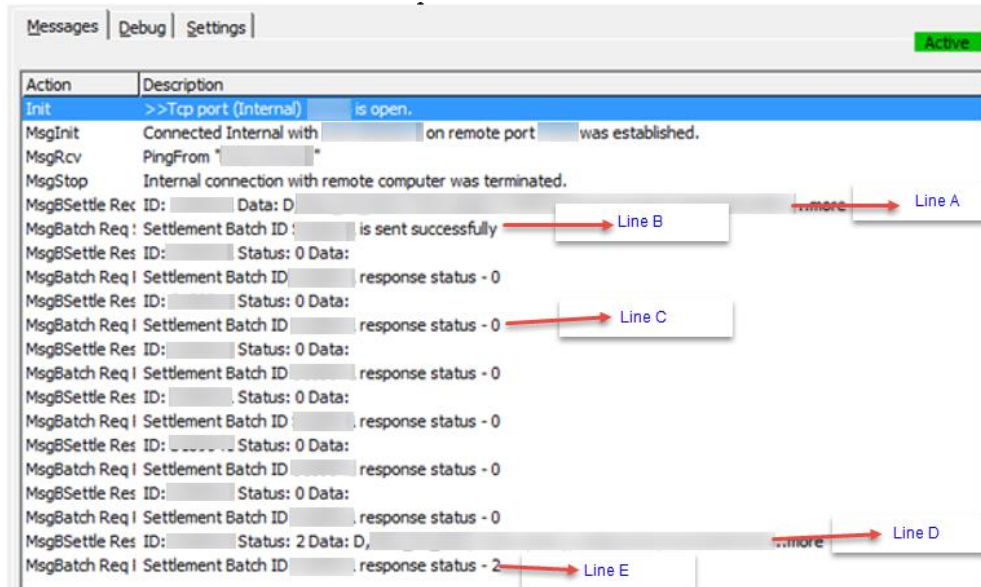 Messages Debug Settings
Active
Action Description
Init >>Tcp port (Internal) is open.
MsgInit Connected Internal with on remote port was established.
MsgRcv PingFrom " "
MsgStop Internal connection with remote computer was terminated.
MsgBSettle Rec ID: Data: D, ...more Line A
MsgBatch Req Settlement Batch ID is sent successfully Line B
MsgBSettle Res ID: Status: 0 Data:
MsgBatch Req Settlement Batch ID response status - 0
MsgBSettle Res ID: Status: 0 Data:
MsgBatch Req Settlement Batch ID response status - 0 Line C
MsgBSettle Res ID: Status: 0 Data:
MsgBatch Req Settlement Batch ID response status - 0
MsgBSettle Res ID: Status: 0 Data:
MsgBatch Req Settlement Batch ID response status - 0
MsgBSettle Res ID: Status: 0 Data:
MsgBatch Req Settlement Batch ID response status - 0
MsgBSettle Res ID: Status: 0 Data:
MsgBatch Req Settlement Batch ID response status - 0
MsgBSettle Res ID: Status: 2 Data: D, ...more Line D
MsgBatch Req Settlement Batch ID response status - 2 Line E